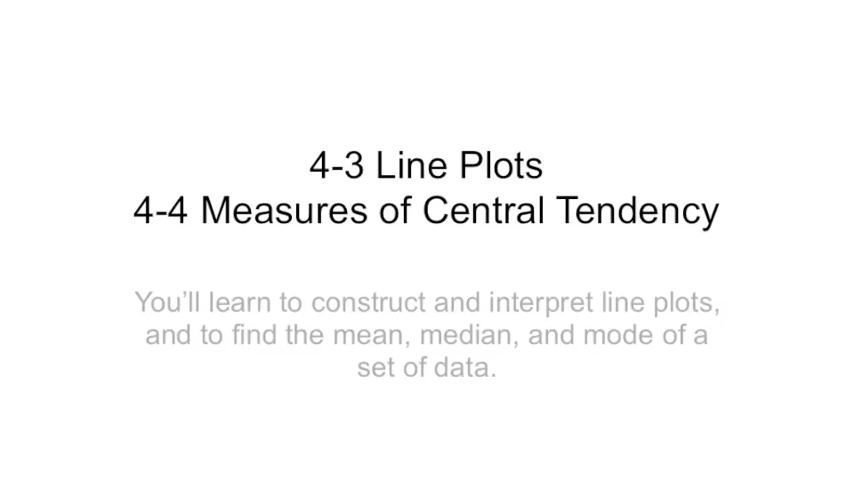 4-3 Line Plots
4-4 Measures of Central Tendency
You’ll learn to construct and interpret line plots,
and to find the mean, median, and mode of a
set of data.